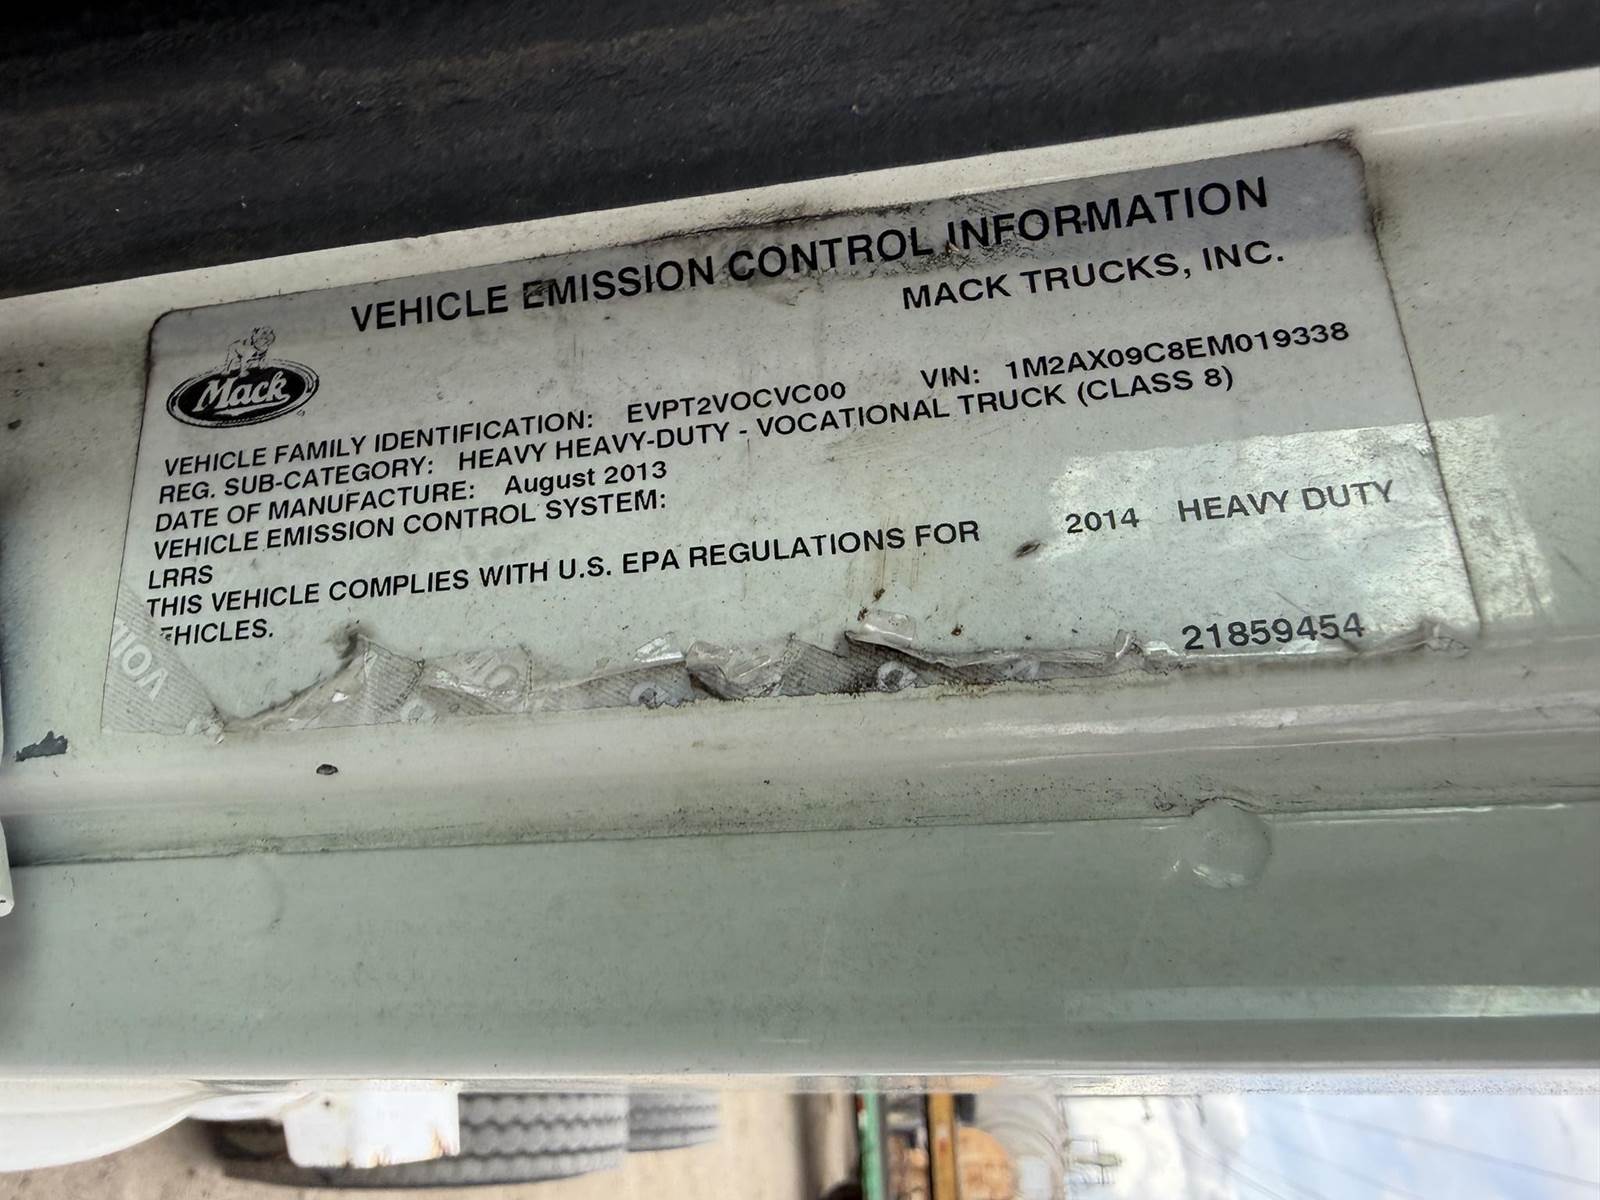 VEHICLE EMISSION CONTROL INFORMATION
MACK TRUCKS, INC.
Mack
VEHICLE FAMILY IDENTIFICATION: EVPT2VOCVC00 VIN: 1M2AX09C8EM019338
REG. SUB-CATEGORY: HEAVY HEAVY-DUTY - VOCATIONAL TRUCK (CLASS 8)
DATE OF MANUFACTURE: August 2013
VEHICLE EMISSION CONTROL SYSTEM:
LRRS
THIS VEHICLE COMPLIES WITH U.S. EPA REGULATIONS FOR 2014 HEAVY DUTY
EHICLES.
21859454